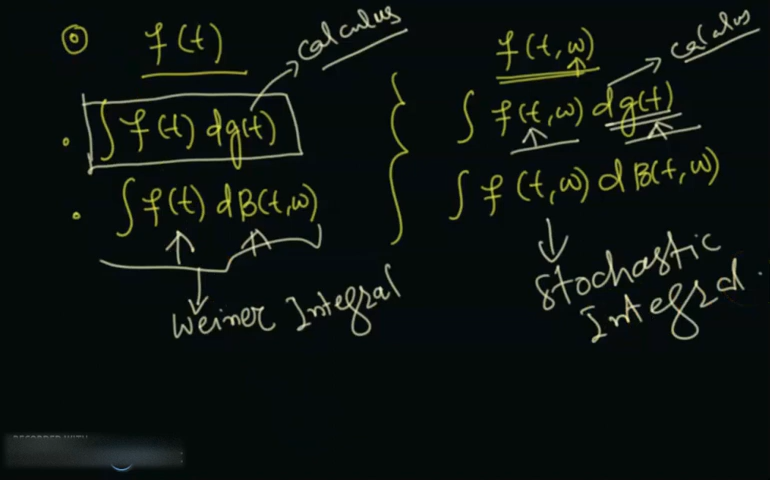 f(t)
calculus
∫ f(t) dg(t)
∫ f(t) dB(t,ω)
Weiner Integral
f(t,ω)
calculus
∫ f(t,ω) dg(t)
∫ f(t,ω) dB(t,ω)
Stochastic
Integral.